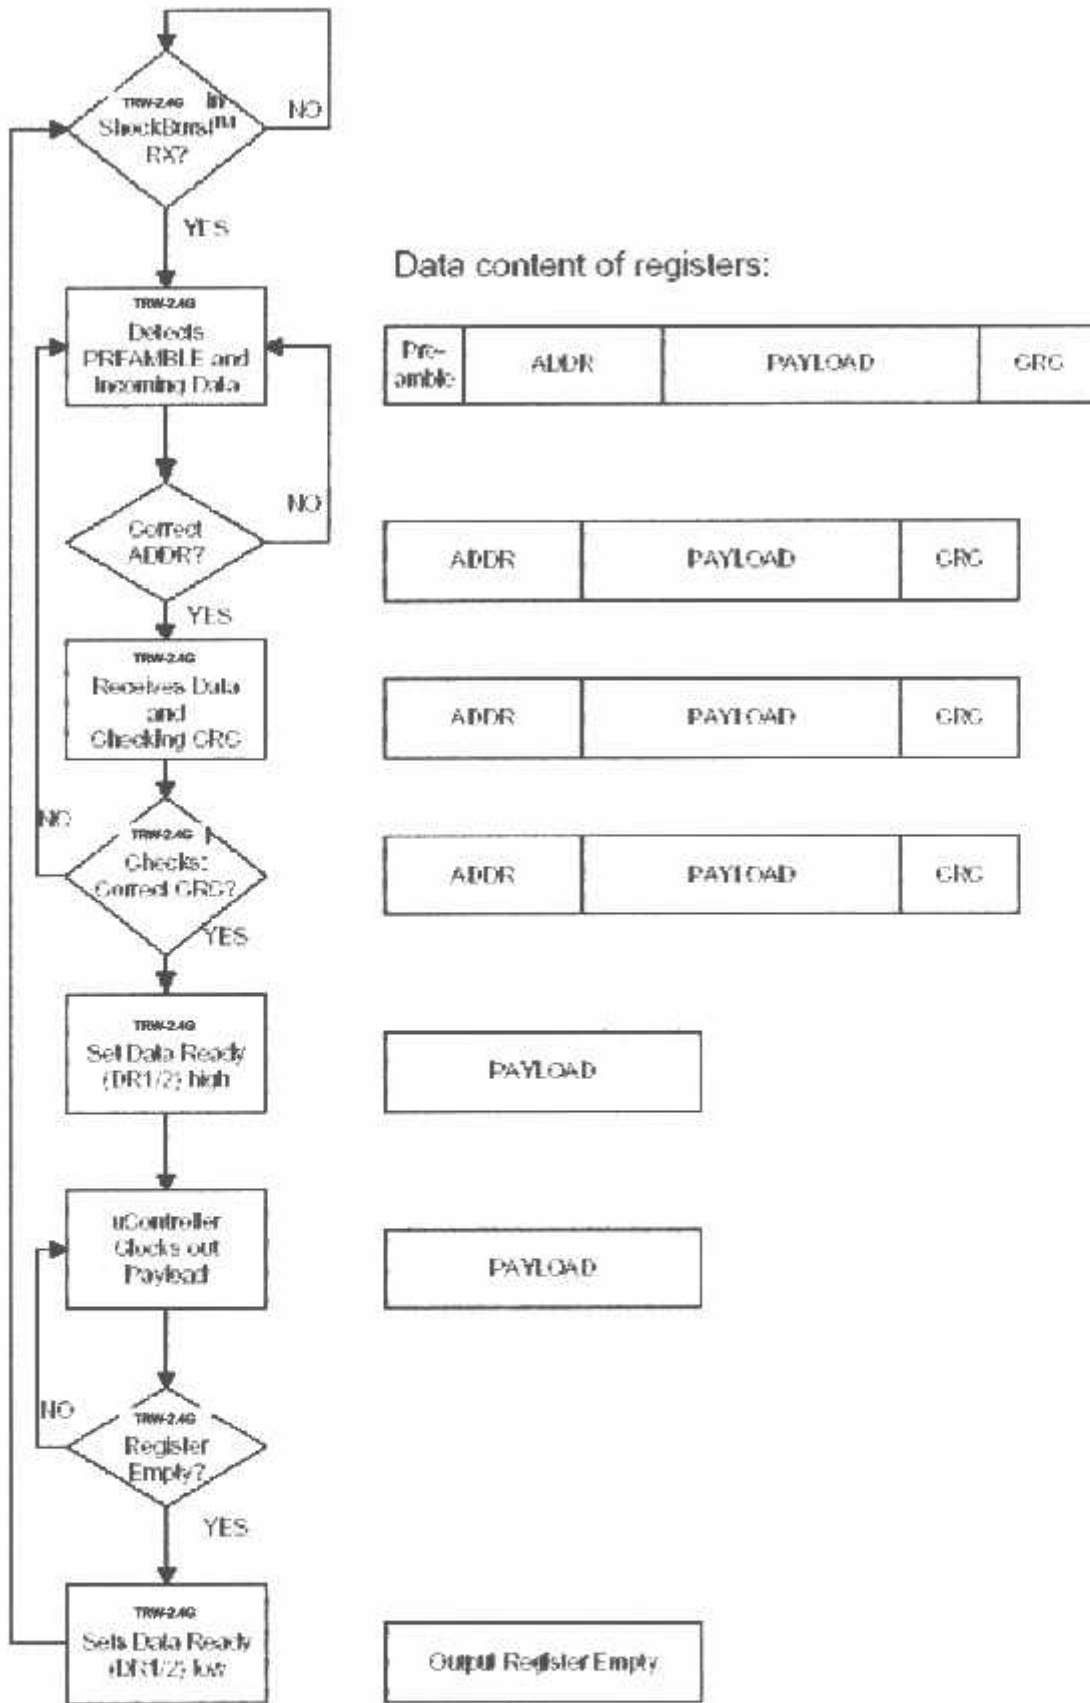 TRW-2.4G in
ShockBurst™
RX?
NO
YES
Data content of registers:
TRW-2.4G
Detects
PREAMBLE and
Incoming Data
Pre-
amble
ADDR
PAYLOAD
CRC
NO
Correct
ADDR?
ADDR
PAYLOAD
CRC
YES
TRW-2.4G
Receives Data
and
Checking CRC
ADDR
PAYLOAD
CRC
NO
TRW-2.4G
Checks:
Correct CRC?
ADDR
PAYLOAD
CRC
YES
TRW-2.4G
Set Data Ready
(DR1/2) high
PAYLOAD
uController
Clocks out
Payload
PAYLOAD
NO
TRW-2.4G
Register
Empty?
YES
TRW-2.4G
Sets Data Ready
(DR1/2) low
Output Register Empty